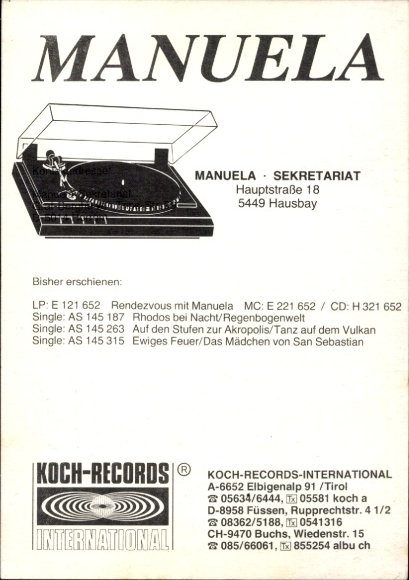 MANUELA
MANUELA · SEKRETARIAT
Hauptstraße 18
5449 Hausbay
Bisher erschienen:
LP: E 121 652 Rendezvous mit Manuela MC: E 221 652 / CD: H 321 652
Single: AS 145 187 Rhodos bei Nacht/Regenbogenwelt
Single: AS 145 263 Auf den Stufen zur Akropolis/Tanz auf dem Vulkan
Single: AS 145 315 Ewiges Feuer/Das Mädchen von San Sebastian
KOCH-RECORDS ®
INTERNATIONAL
KOCH-RECORDS-INTERNATIONAL
A-6652 Elbigenalp 91 /Tirol
☎ 05634/6444, Tx 05581 koch a
D-8958 Füssen, Rupprechtstr. 4 1/2
☎ 08362/5188, Tx 0541316
CH-9470 Buchs, Wiedenstr. 15
☎ 085/66061, Tx 855254 albu ch